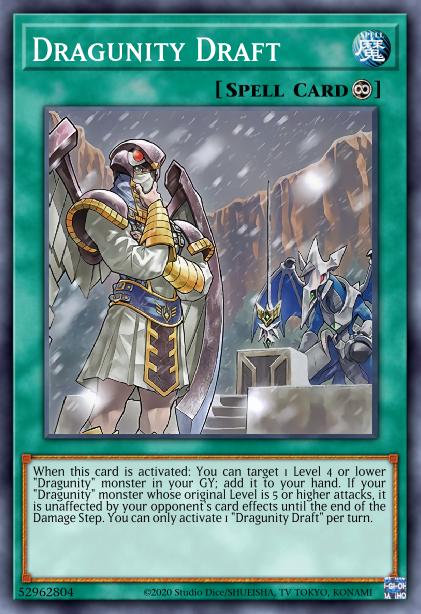 DRAGUNITY DRAFT
SPELL
魔
[SPELL CARD]
When this card is activated: You can target 1 Level 4 or lower
"Dragunity" monster in your GY; add it to your hand. If your
"Dragunity" monster whose original Level is 5 or higher attacks, it
is unaffected by your opponent's card effects until the end of the
Damage Step. You can only activate 1 "Dragunity Draft" per turn.
52962804
©2020 Studio Dice/SHUEISHA, TV TOKYO, KONAMI